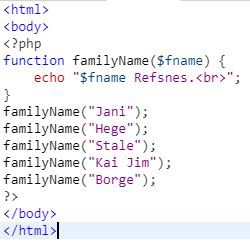 <html>
<body>
<?php
function familyName($fname) {
    echo "$fname Refsnes.<br>";
}
familyName("Jani");
familyName("Hege");
familyName("Stale");
familyName("Kai Jim");
familyName("Borge");
?>
</body>
</html>